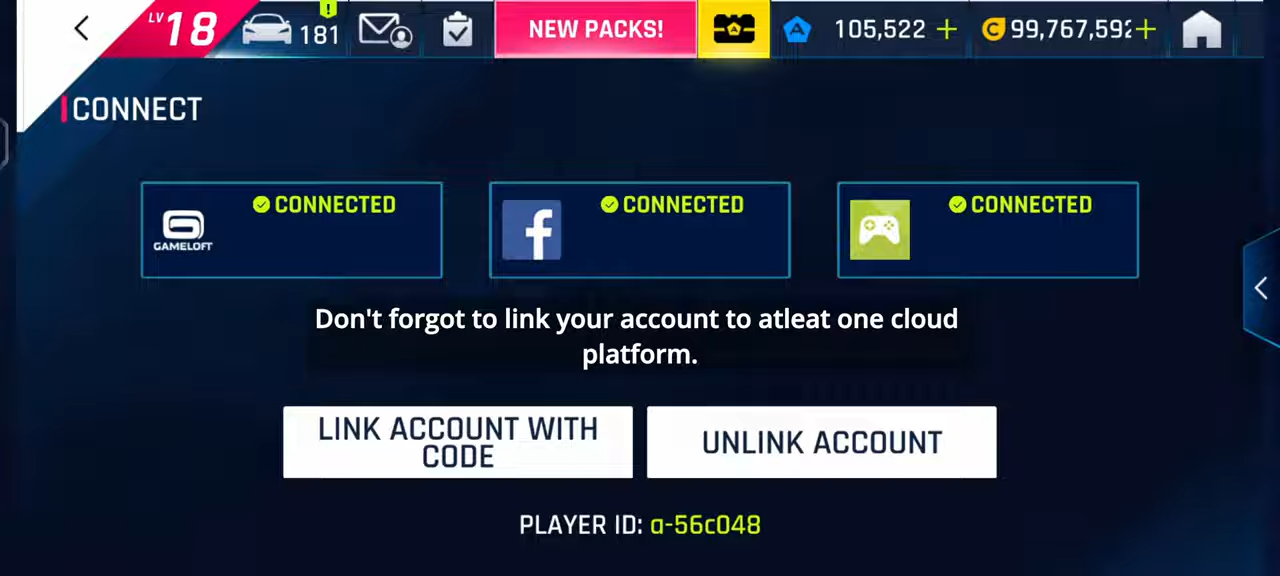 LV 18
181
NEW PACKS!
105,522 +
99,767,592 +
CONNECT
GAMELOFT
CONNECTED
CONNECTED
CONNECTED
Don't forgot to link your account to atleat one cloud
platform.
LINK ACCOUNT WITH
CODE
UNLINK ACCOUNT
PLAYER ID: a-56c048